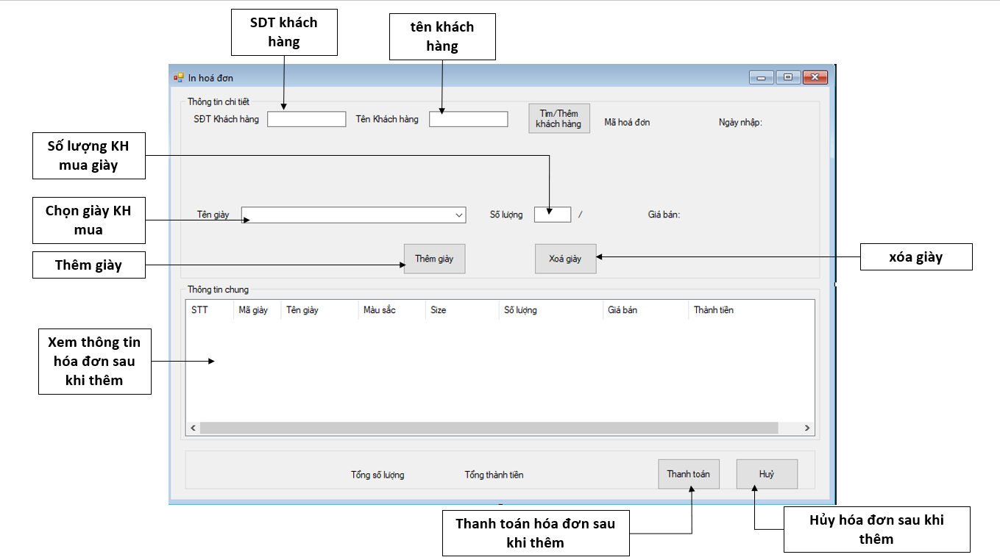 SDT khách
hàng
tên khách
hàng
In hoá đơn
Thông tin chi tiết
SĐT Khách hàng
Tên Khách hàng
Tìm/Thêm
khách hàng
Mã hoá đơn
Ngày nhập:
Số lượng KH
mua giày
Chọn giày KH
mua
Tên giày
Số lượng
/
Giá bán:
Thêm giày
Thêm giày
Xoá giày
xóa giày
Thông tin chung
STT
Mã giày
Tên giày
Màu sắc
Size
Số lượng
Giá bán
Thành tiền
Xem thông tin
hóa đơn sau
khi thêm
Tổng số lượng
Tổng thành tiền
Thanh toán
Huỷ
Thanh toán hóa đơn sau
khi thêm
Hủy hóa đơn sau khi
thêm